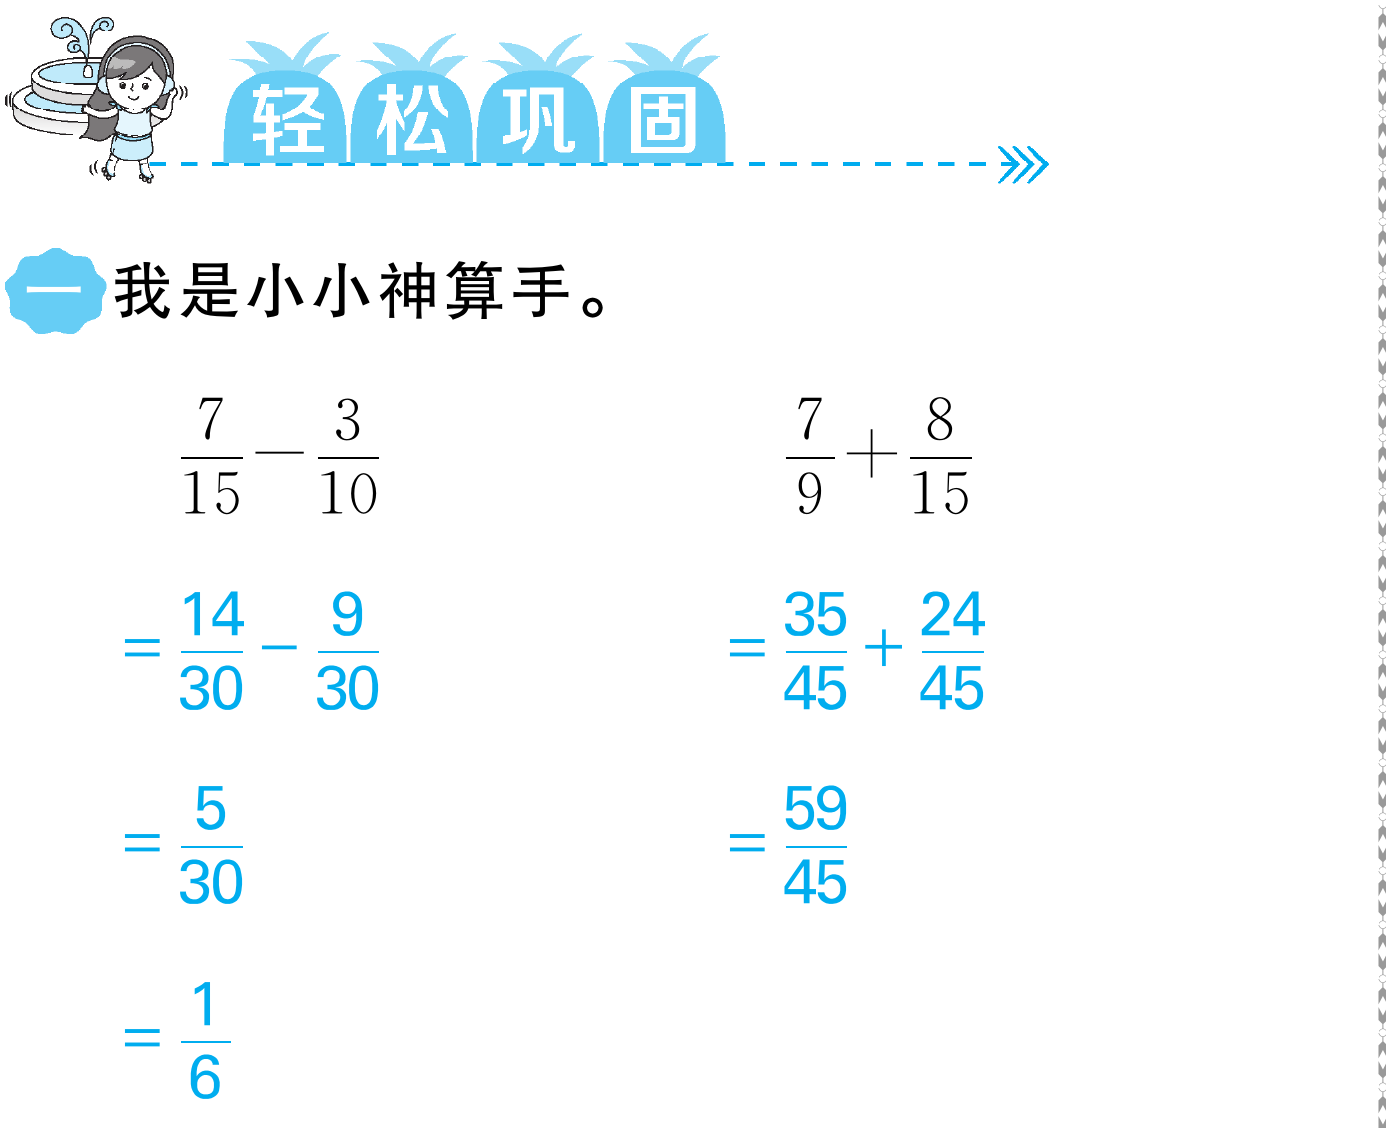 轻松巩固
一 我是小小神算手。
7/15 − 3/10
= 14/30 − 9/30
= 5/30
= 1/6
7/9 + 8/15
= 35/45 + 24/45
= 59/45